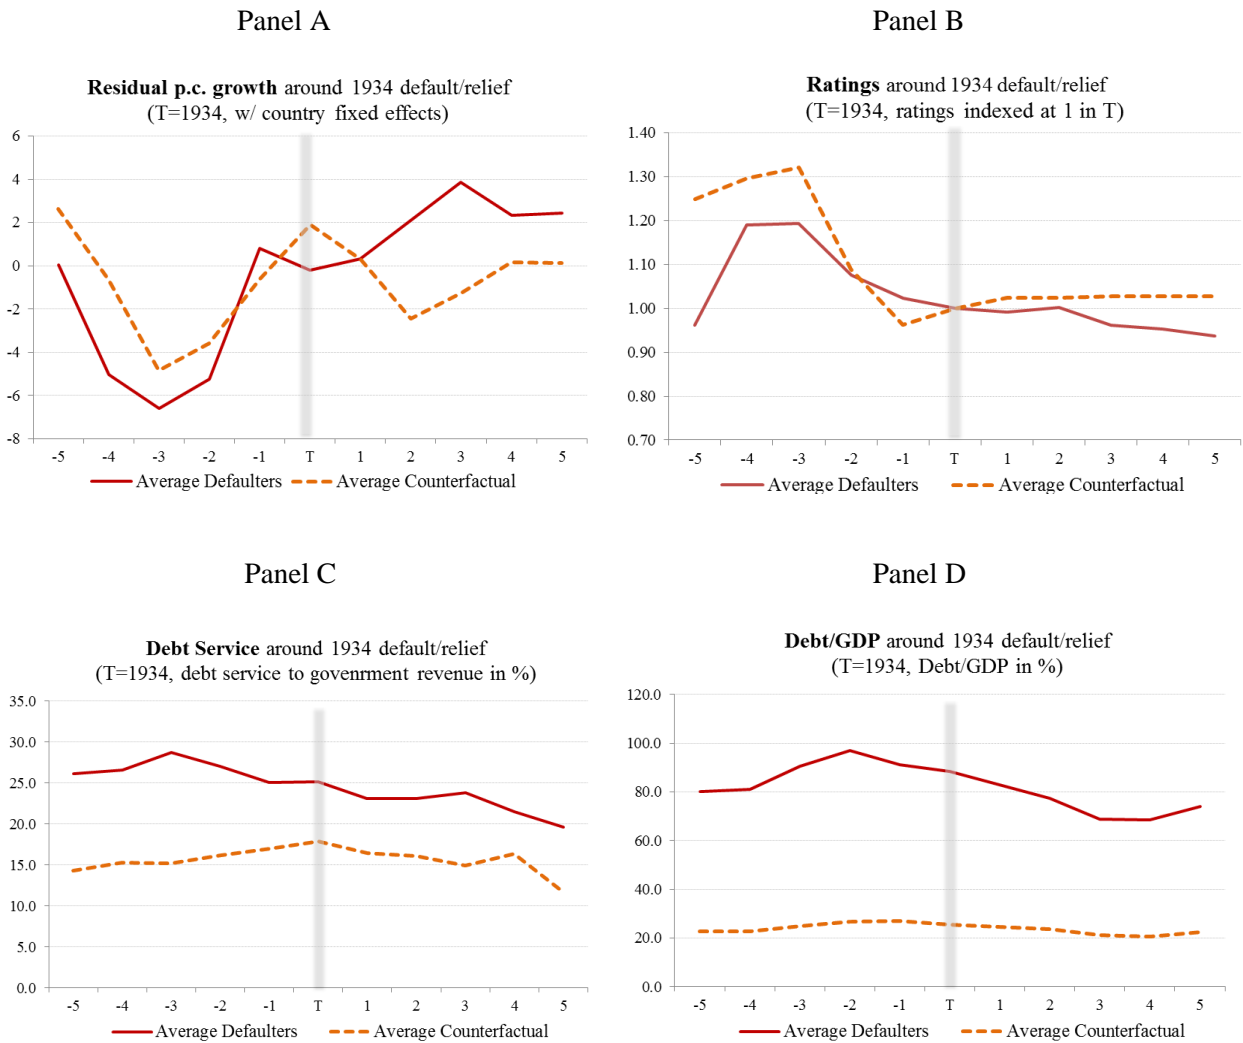 Panel A
Residual p.c. growth around 1934 default/relief
(T=1934, w/ country fixed effects)
6
4
2
0
-2
-4
-6
-8
-5 -4 -3 -2 -1 T 1 2 3 4 5
Average Defaulters Average Counterfactual
Panel B
Ratings around 1934 default/relief
(T=1934, ratings indexed at 1 in T)
1.40
1.30
1.20
1.10
1.00
0.90
0.80
0.70
-5 -4 -3 -2 -1 T 1 2 3 4 5
Average Defaulters Average Counterfactual
Panel C
Debt Service around 1934 default/relief
(T=1934, debt service to govenrment revenue in %)
35.0
30.0
25.0
20.0
15.0
10.0
5.0
0.0
-5 -4 -3 -2 -1 T 1 2 3 4 5
Average Defaulters Average Counterfactual
Panel D
Debt/GDP around 1934 default/relief
(T=1934, Debt/GDP in %)
120.0
100.0
80.0
60.0
40.0
20.0
0.0
-5 -4 -3 -2 -1 T 1 2 3 4 5
Average Defaulters Average Counterfactual